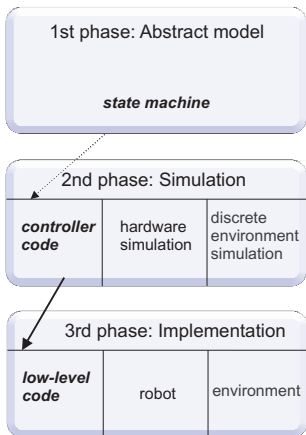 1st phase: Abstract model
state machine
2nd phase: Simulation
controller
code
hardware
simulation
discrete
environment
simulation
3rd phase: Implementation
low-level
code
robot
environment